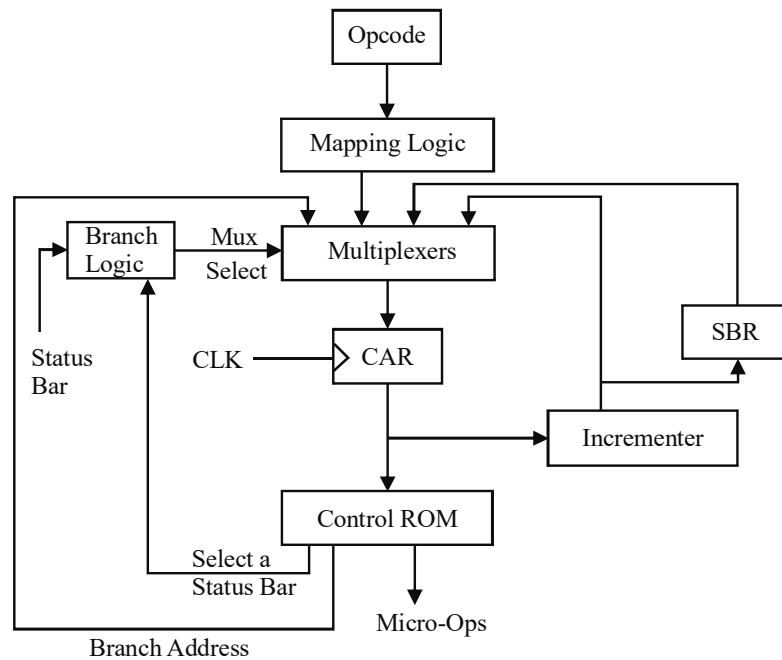 Opcode
Mapping Logic
Branch
Logic
Mux
Select
Multiplexers
Status
Bar
CLK
CAR
SBR
Incrementer
Control ROM
Select a
Status Bar
Micro-Ops
Branch Address